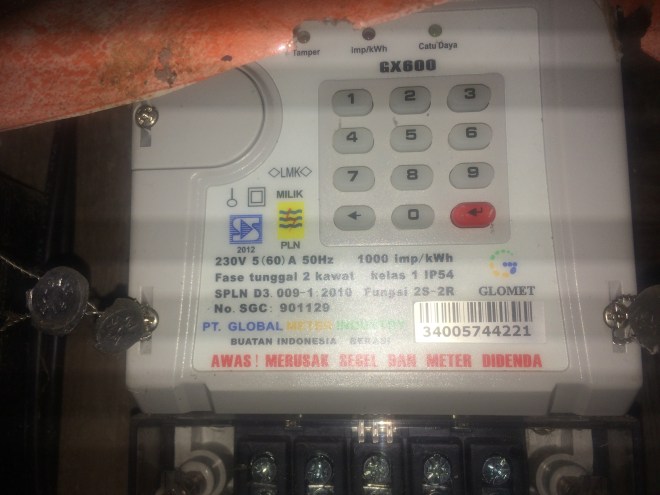 Tamper imp/kWh Catu Daya
GX600
1 2 3
4 5 6
7 8 9
← 0 ↵
◇LMK◇
MILIK
PLN
2012
230V 5(60)A 50Hz 1000 imp/kWh
Fase tunggal 2 kawat kelas 1 IP54
SPLN D3.009-1:2010 Fungsi 2S-2R
No. SGC: 901129
GLOMET
PT. GLOBAL METER INDUSTRY
BUATAN INDONESIA BEKASI
34005744221
AWAS! MERUSAK SEGEL DAN METER DIDENDA